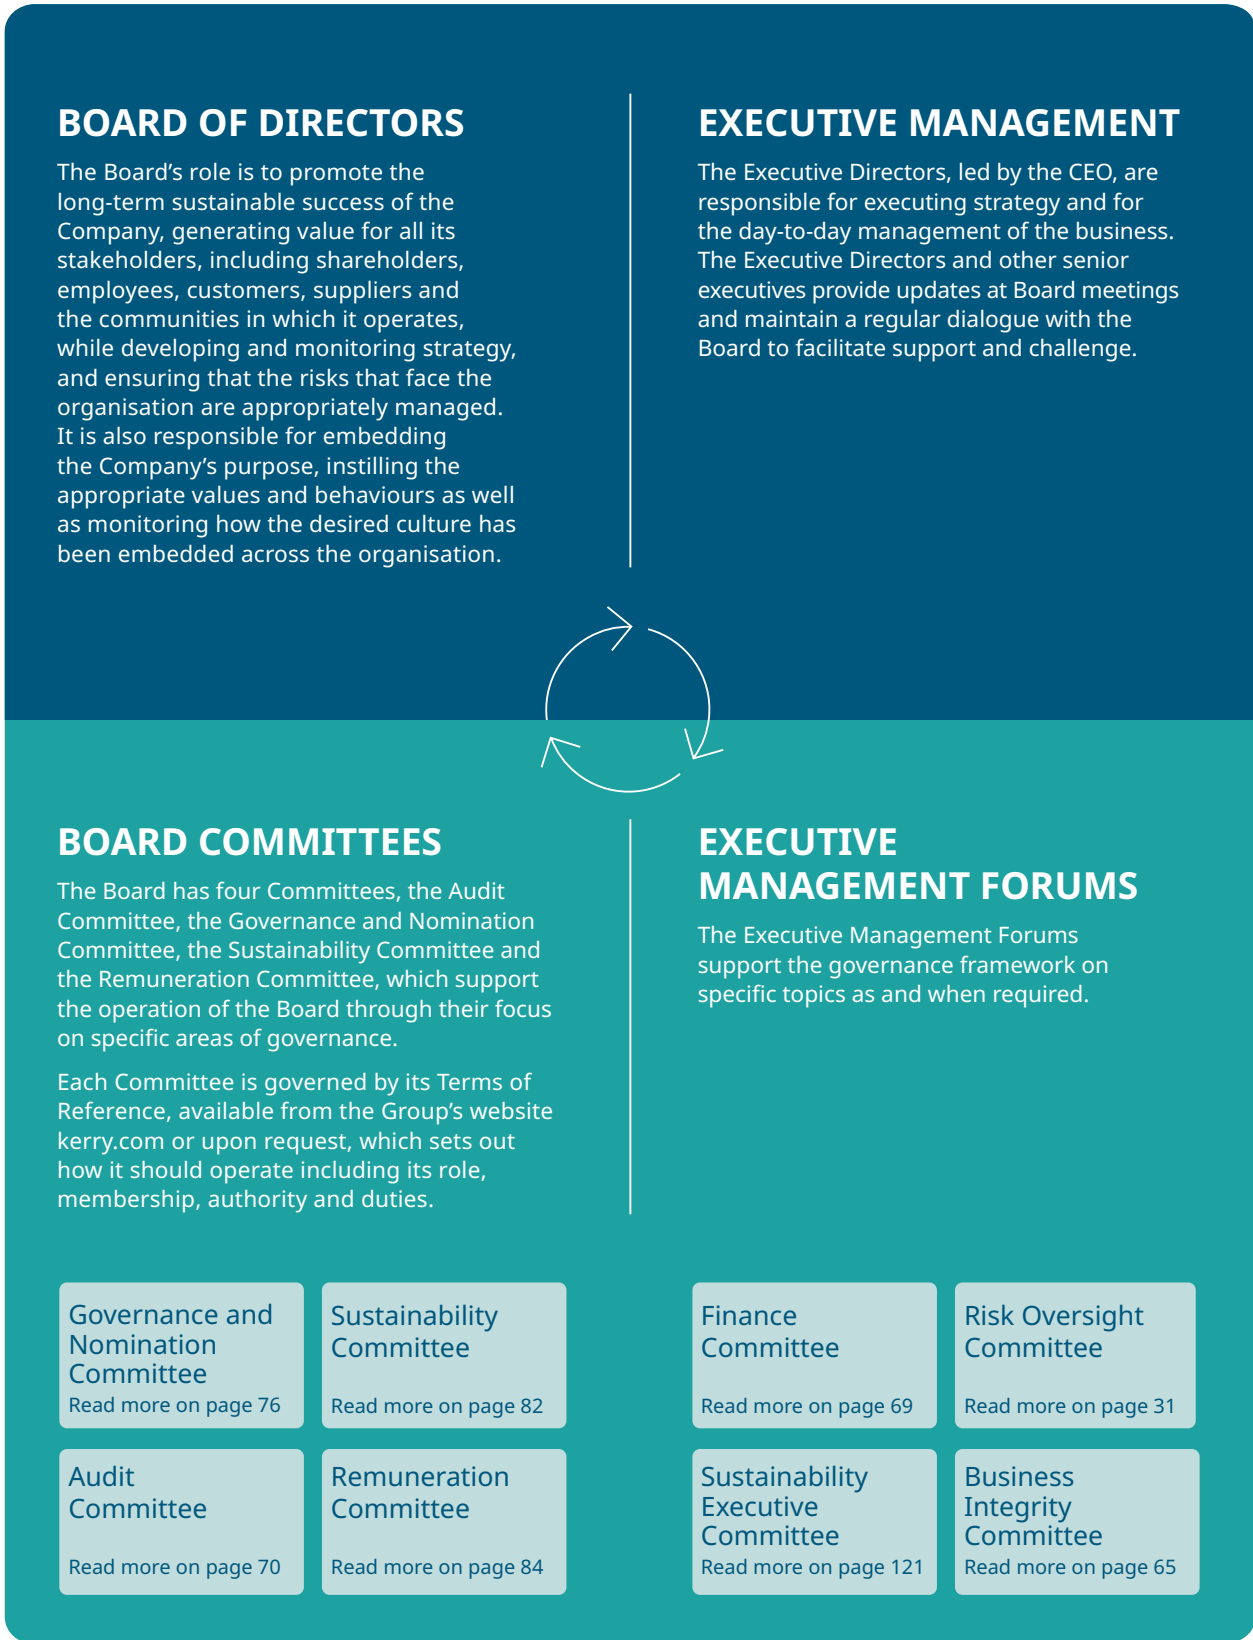 BOARD OF DIRECTORS
The Board’s role is to promote the
long-term sustainable success of the
Company, generating value for all its
stakeholders, including shareholders,
employees, customers, suppliers and
the communities in which it operates,
while developing and monitoring strategy,
and ensuring that the risks that face the
organisation are appropriately managed.
It is also responsible for embedding
the Company’s purpose, instilling the
appropriate values and behaviours as well
as monitoring how the desired culture has
been embedded across the organisation.
EXECUTIVE MANAGEMENT
The Executive Directors, led by the CEO, are
responsible for executing strategy and for
the day-to-day management of the business.
The Executive Directors and other senior
executives provide updates at Board meetings
and maintain a regular dialogue with the
Board to facilitate support and challenge.
BOARD COMMITTEES
The Board has four Committees, the Audit
Committee, the Governance and Nomination
Committee, the Sustainability Committee and
the Remuneration Committee, which support
the operation of the Board through their focus
on specific areas of governance.
Each Committee is governed by its Terms of
Reference, available from the Group’s website
kerry.com or upon request, which sets out
how it should operate including its role,
membership, authority and duties.
EXECUTIVE
MANAGEMENT FORUMS
The Executive Management Forums
support the governance framework on
specific topics as and when required.
Governance and
Nomination
Committee
Read more on page 76
Sustainability
Committee
Read more on page 82
Audit
Committee
Read more on page 70
Remuneration
Committee
Read more on page 84
Finance
Committee
Read more on page 69
Risk Oversight
Committee
Read more on page 31
Sustainability
Executive
Committee
Read more on page 121
Business
Integrity
Committee
Read more on page 65